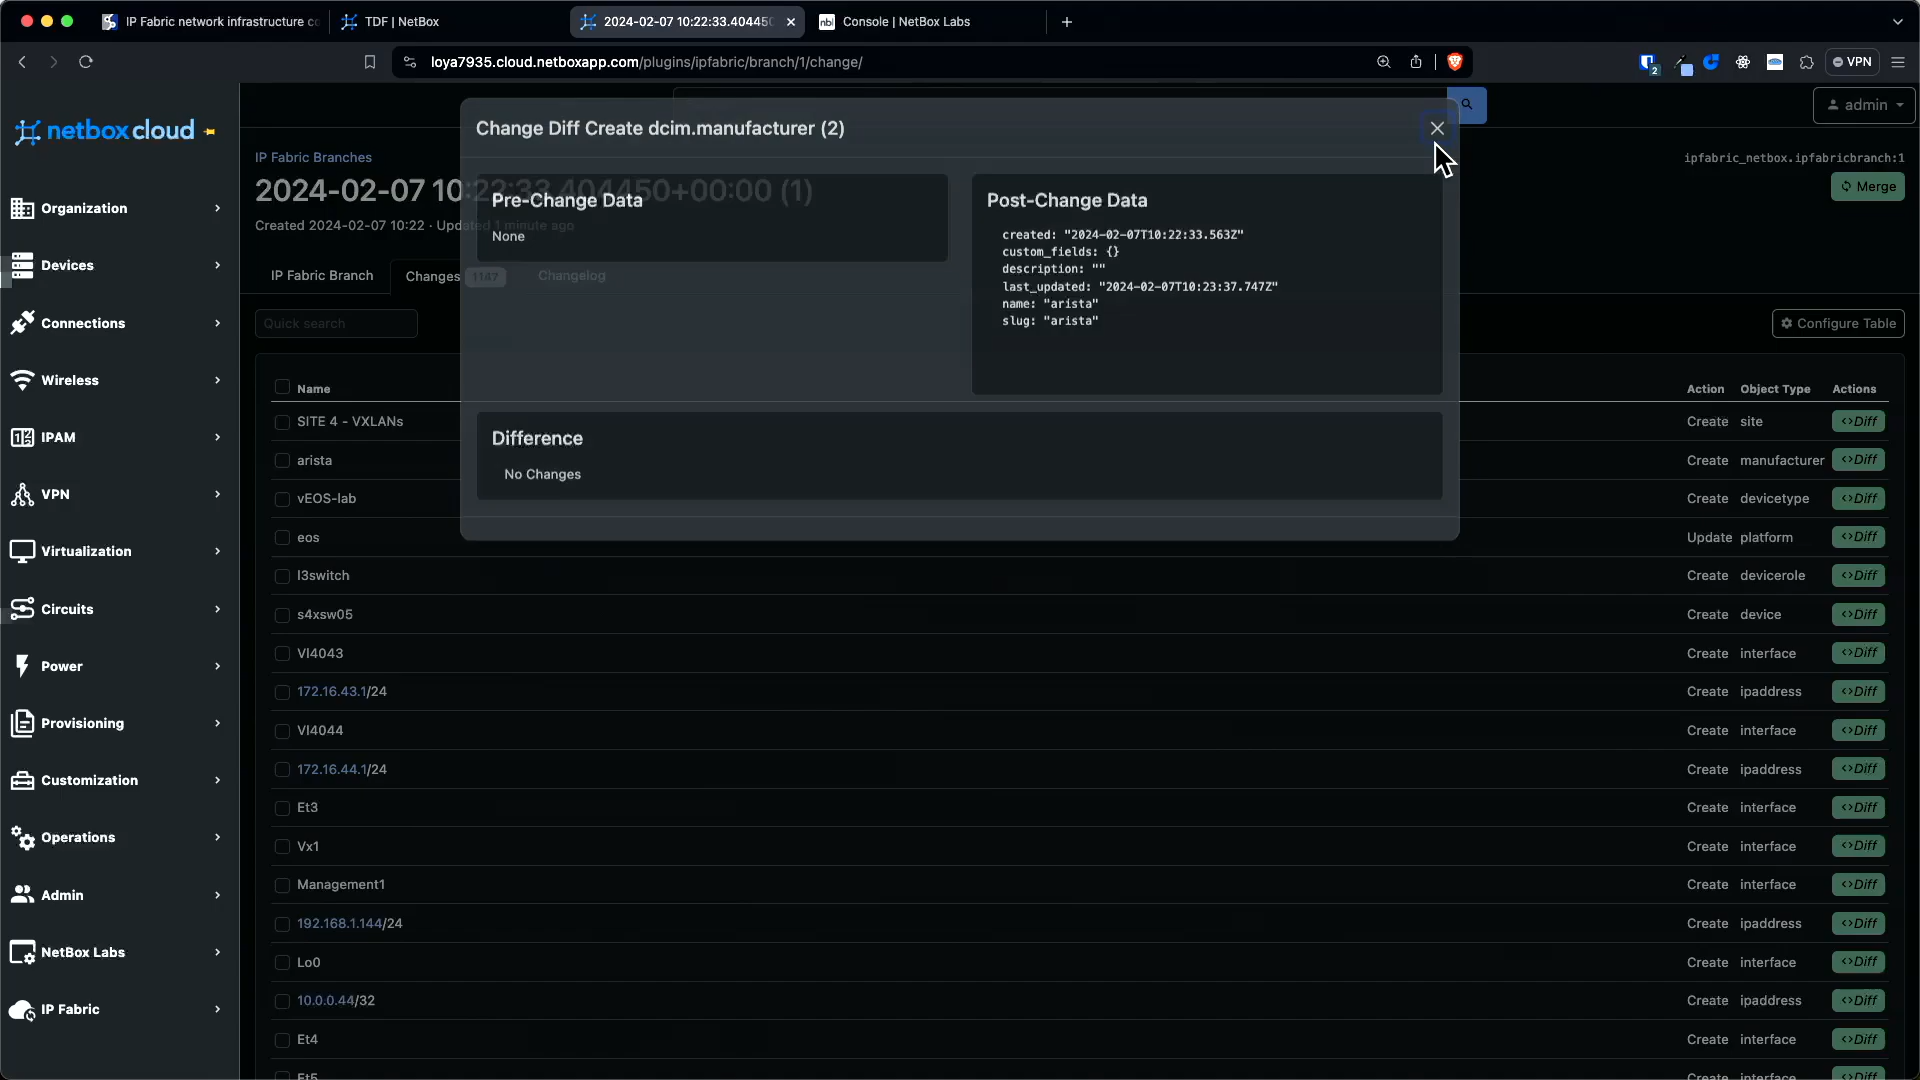 IP Fabric network infrastructure c
TDF | NetBox
2024-02-07 10:22:33.404450
Console | NetBox Labs
loya7935.cloud.netboxapp.com/plugins/ipfabric/branch/1/change/
2
VPN
netbox cloud
admin
Organization
Devices
Connections
Wireless
IPAM
VPN
Virtualization
Circuits
Power
Provisioning
Customization
Operations
Admin
NetBox Labs
IP Fabric
IP Fabric Branches
ipfabric_netbox.ipfabricbranch:1
2024-02-07 10:22:33.404450+00:00 (1)
Merge
Created 2024-02-07 10:22 · Updated 1 minute ago
IP Fabric Branch
Changes 1147
Changelog
Quick search
Configure Table
Change Diff Create dcim.manufacturer (2)
Pre-Change Data
None
Post-Change Data
created: "2024-02-07T10:22:33.563Z"
custom_fields: {}
description: ""
last_updated: "2024-02-07T10:23:37.747Z"
name: "arista"
slug: "arista"
Difference
No Changes
Name Action Object Type Actions
SITE 4 - VXLANs Create site <>Diff
arista Create manufacturer <>Diff
vEOS-lab Create devicetype <>Diff
eos Update platform <>Diff
l3switch Create devicerole <>Diff
s4xsw05 Create device <>Diff
Vl4043 Create interface <>Diff
172.16.43.1/24 Create ipaddress <>Diff
Vl4044 Create interface <>Diff
172.16.44.1/24 Create ipaddress <>Diff
Et3 Create interface <>Diff
Vx1 Create interface <>Diff
Management1 Create interface <>Diff
192.168.1.144/24 Create ipaddress <>Diff
Lo0 Create interface <>Diff
10.0.0.44/32 Create ipaddress <>Diff
Et4 Create interface <>Diff
Et5 Create interface <>Diff